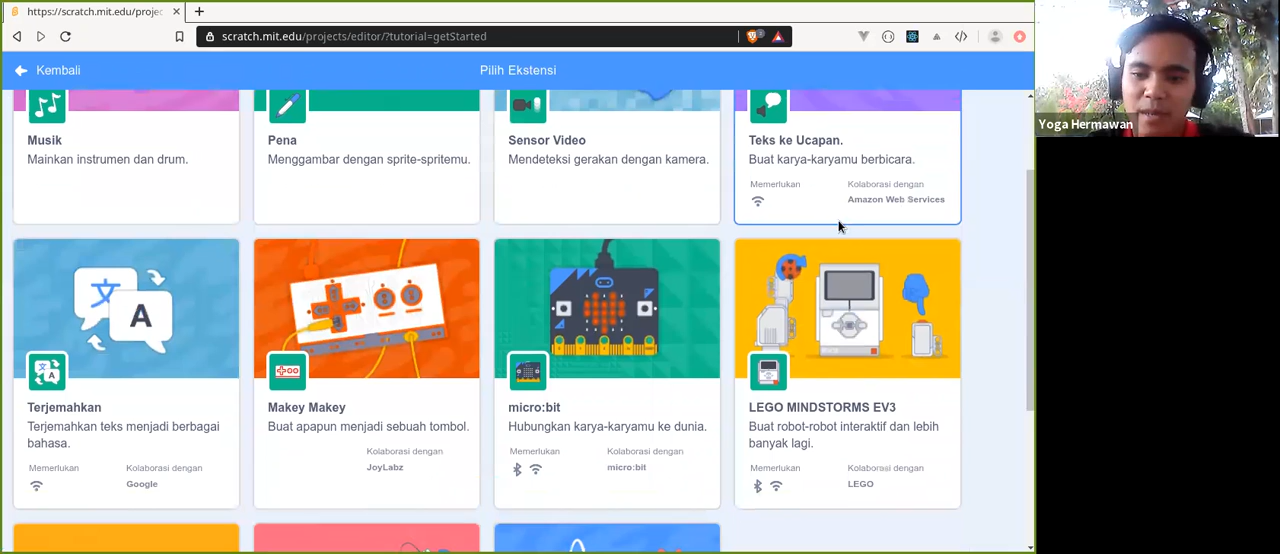 https://scratch.mit.edu/projec
scratch.mit.edu/projects/editor/?tutorial=getStarted
Kembali
Pilih Ekstensi
Yoga Hermawan
Musik
Mainkan instrumen dan drum.
Pena
Menggambar dengan sprite-spritemu.
Sensor Video
Mendeteksi gerakan dengan kamera.
Teks ke Ucapan.
Buat karya-karyamu berbicara.
Memerlukan
Kolaborasi dengan
Amazon Web Services
文
A
Terjemahkan
Terjemahkan teks menjadi berbagai
bahasa.
Memerlukan
Kolaborasi dengan
Google
Makey Makey
Buat apapun menjadi sebuah tombol.
Kolaborasi dengan
JoyLabz
micro:bit
Hubungkan karya-karyamu ke dunia.
Memerlukan
Kolaborasi dengan
micro:bit
LEGO MINDSTORMS EV3
Buat robot-robot interaktif dan lebih
banyak lagi.
Memerlukan
Kolaborasi dengan
LEGO